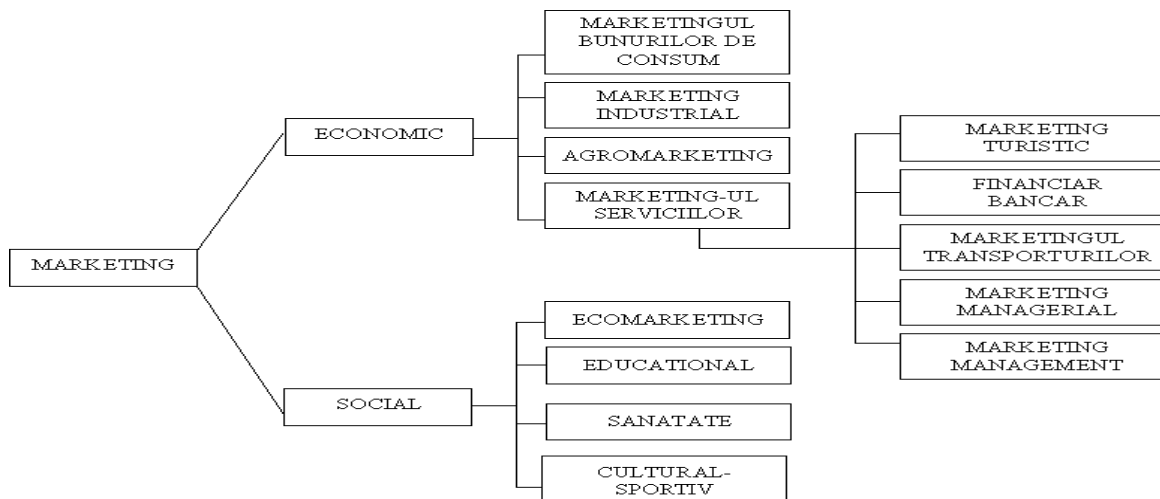 MARKETING
ECONOMIC
SOCIAL
MARKETINGUL
BUNURILOR DE
CONSUM
MARKETING
INDUSTRIAL
AGROMARKETING
MARKETING-UL
SERVICIILOR
ECOMARKETING
EDUCATIONAL
SANATATE
CULTURAL-
SPORTIV
MARKETING
TURISTIC
FINANCIAR
BANCAR
MARKETINGUL
TRANSPORTURILOR
MARKETING
MANAGERIAL
MARKETING
MANAGEMENT